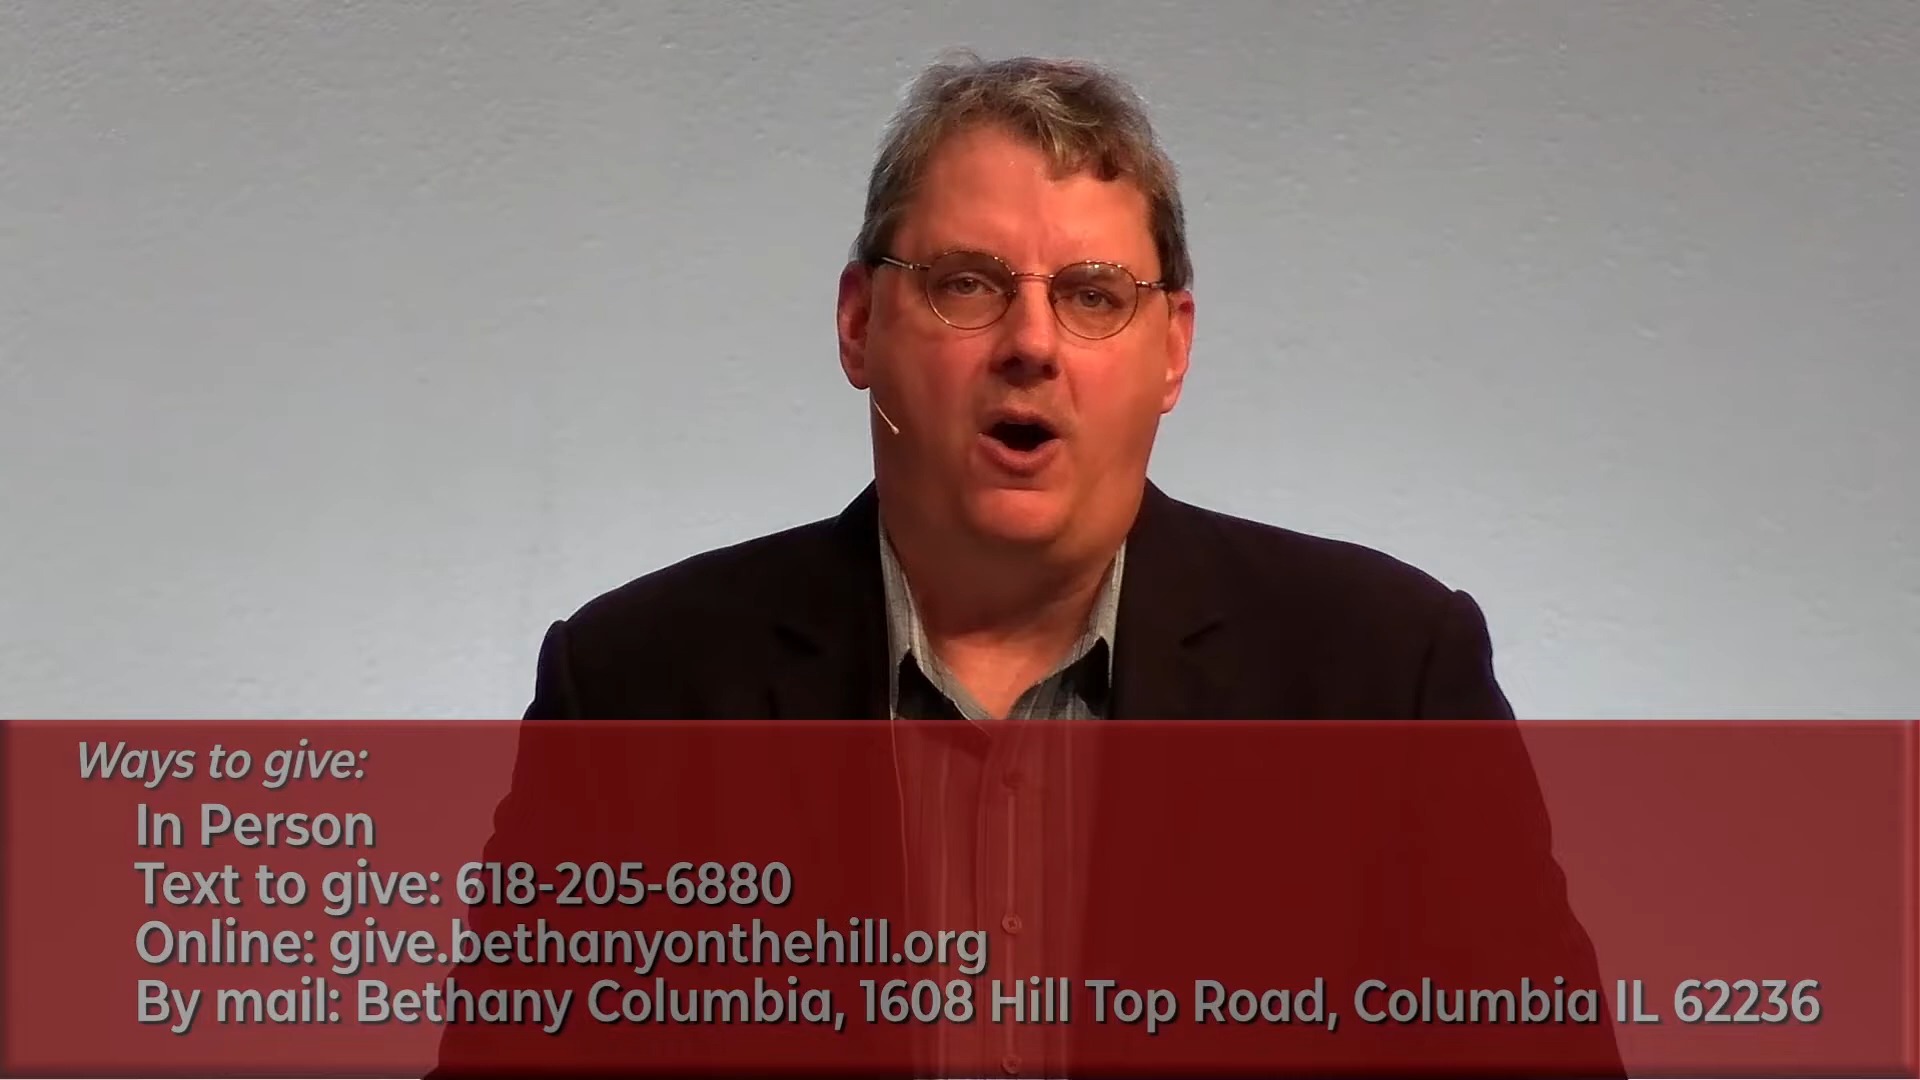 Ways to give:
In Person
Text to give: 618-205-6880
Online: give.bethanyonthehill.org
By mail: Bethany Columbia, 1608 Hill Top Road, Columbia IL 62236